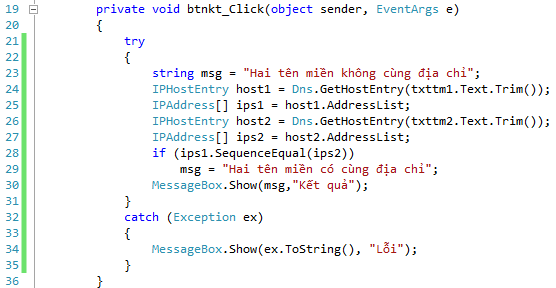 19 private void btnkt_Click(object sender, EventArgs e)
20 {
21 try
22 {
23 string msg = "Hai tên miền không cùng địa chỉ";
24 IPHostEntry host1 = Dns.GetHostEntry(txttm1.Text.Trim());
25 IPAddress[] ips1 = host1.AddressList;
26 IPHostEntry host2 = Dns.GetHostEntry(txttm2.Text.Trim());
27 IPAddress[] ips2 = host2.AddressList;
28 if (ips1.SequenceEqual(ips2))
29 msg = "Hai tên miền có cùng địa chỉ";
30 MessageBox.Show(msg,"Kết quả");
31 }
32 catch (Exception ex)
33 {
34 MessageBox.Show(ex.ToString(), "Lỗi");
35 }
36 }